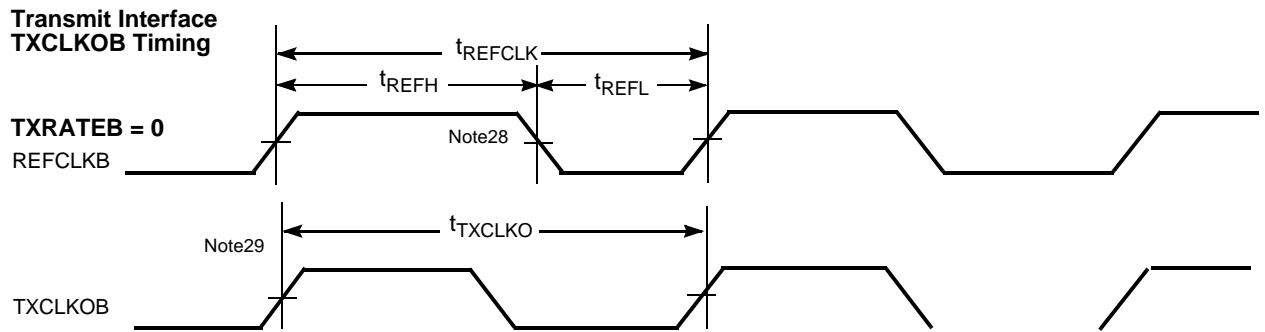 Transmit Interface
TXCLKOB Timing
tREFCLK
tREFH
tREFL
TXRATEB = 0
Note28
REFCLKB
tTXCLKO
Note29
TXCLKOB